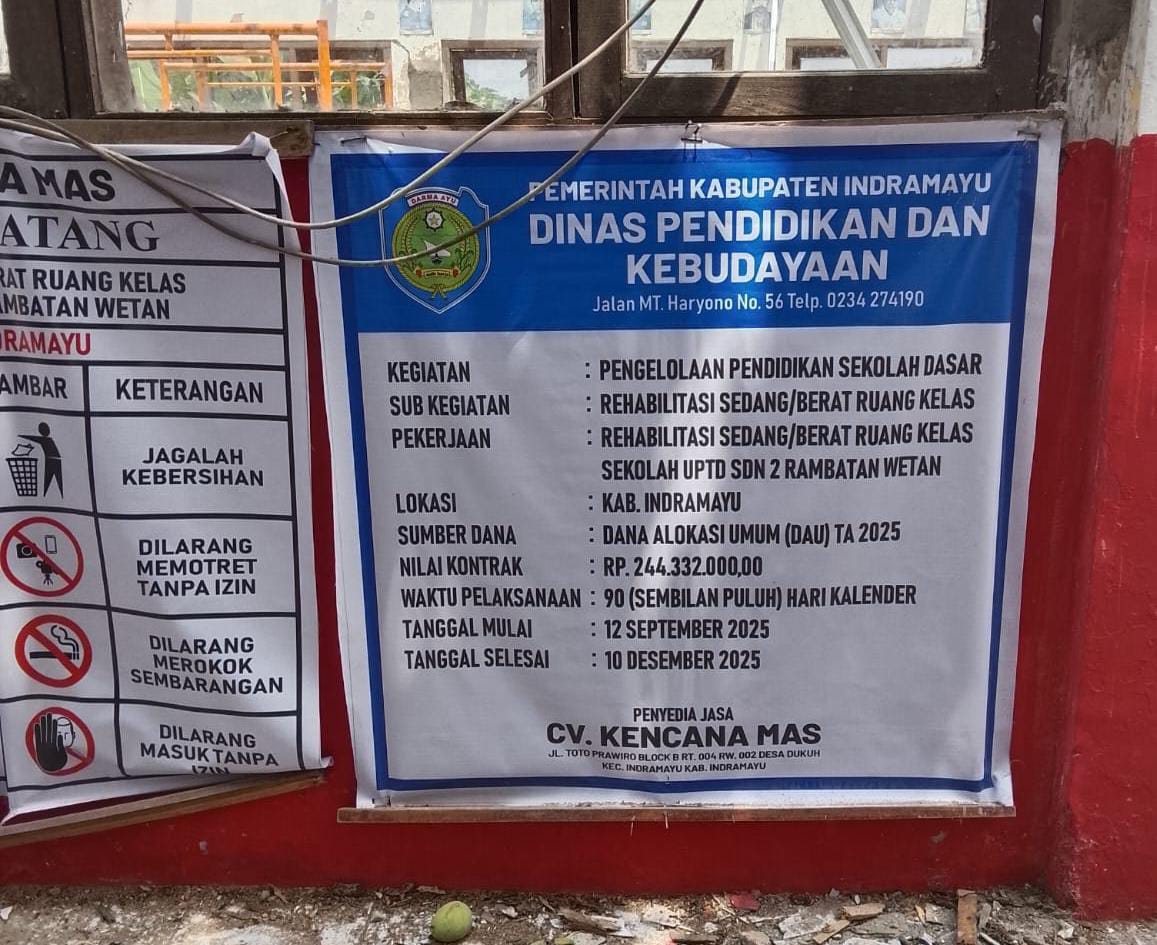 A MAS
ATANG
RAT RUANG KELAS
MBATAN WETAN
DRAMAYU
AMBAR KETERANGAN
JAGALAH
KEBERSIHAN
DILARANG
MEMOTRET
TANPA IZIN
DILARANG
MEROKOK
SEMBARANGAN
DILARANG
MASUK TANPA
IZIN
DARMA AYU
PEMERINTAH KABUPATEN INDRAMAYU
DINAS PENDIDIKAN DAN
KEBUDAYAAN
Jalan MT. Haryono No. 56 Telp. 0234 274190
KEGIATAN : PENGELOLAAN PENDIDIKAN SEKOLAH DASAR
SUB KEGIATAN : REHABILITASI SEDANG/BERAT RUANG KELAS
PEKERJAAN : REHABILITASI SEDANG/BERAT RUANG KELAS
SEKOLAH UPTD SDN 2 RAMBATAN WETAN
LOKASI : KAB. INDRAMAYU
SUMBER DANA : DANA ALOKASI UMUM (DAU) TA 2025
NILAI KONTRAK : RP. 244.332.000,00
WAKTU PELAKSANAAN : 90 (SEMBILAN PULUH) HARI KALENDER
TANGGAL MULAI : 12 SEPTEMBER 2025
TANGGAL SELESAI : 10 DESEMBER 2025
PENYEDIA JASA
CV. KENCANA MAS
JL. TOTO PRAWIRO BLOCK B RT. 004 RW. 002 DESA DUKUH
KEC. INDRAMAYU KAB. INDRAMAYU